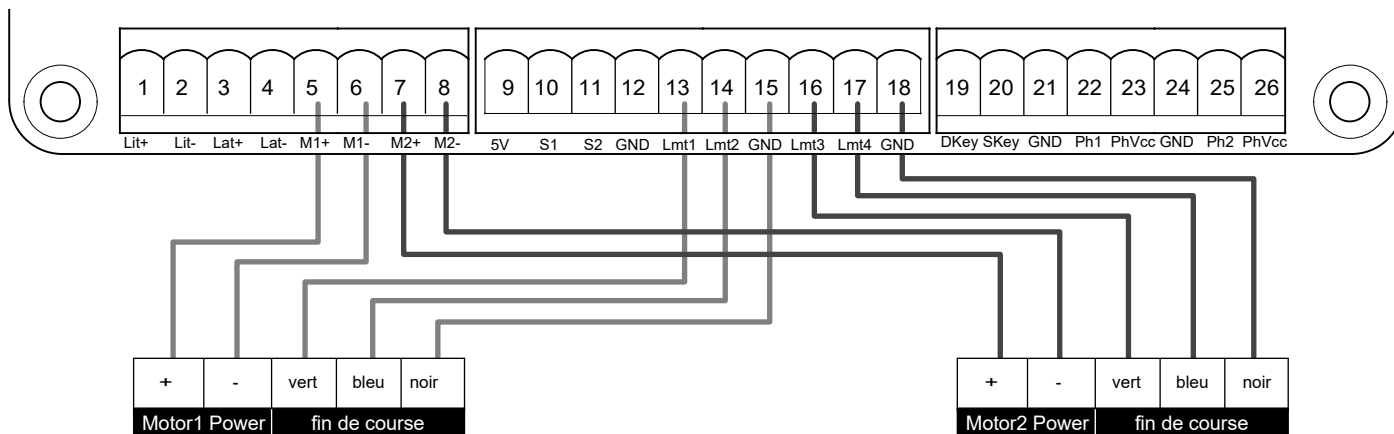 1 2 3 4 5 6 7 8 9 10 11 12 13 14 15 16 17 18 19 20 21 22 23 24 25 26
Lit+ Lit- Lat+ Lat- M1+ M1- M2+ M2- 5V S1 S2 GND Lmt1 Lmt2 GND Lmt3 Lmt4 GND DKey SKey GND Ph1 PhVcc GND Ph2 PhVcc
+ - vert bleu noir + - vert bleu noir
Motor1 Power fin de course Motor2 Power fin de course